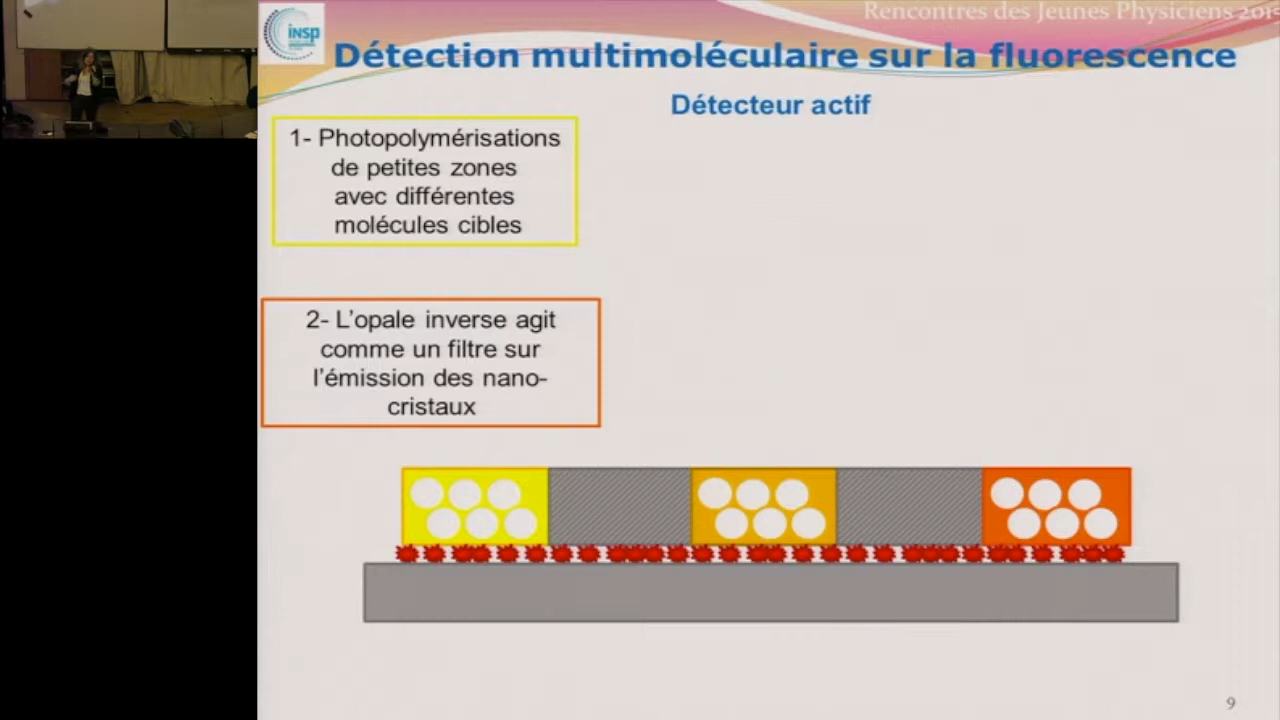 Rencontres des Jeunes Physiciens
insp
Détection multimoléculaire sur la fluorescence
Détecteur actif
1- Photopolymérisations
de petites zones
avec différentes
molécules cibles
2- L'opale inverse agit
comme un filtre sur
l'émission des nano-
cristaux
9